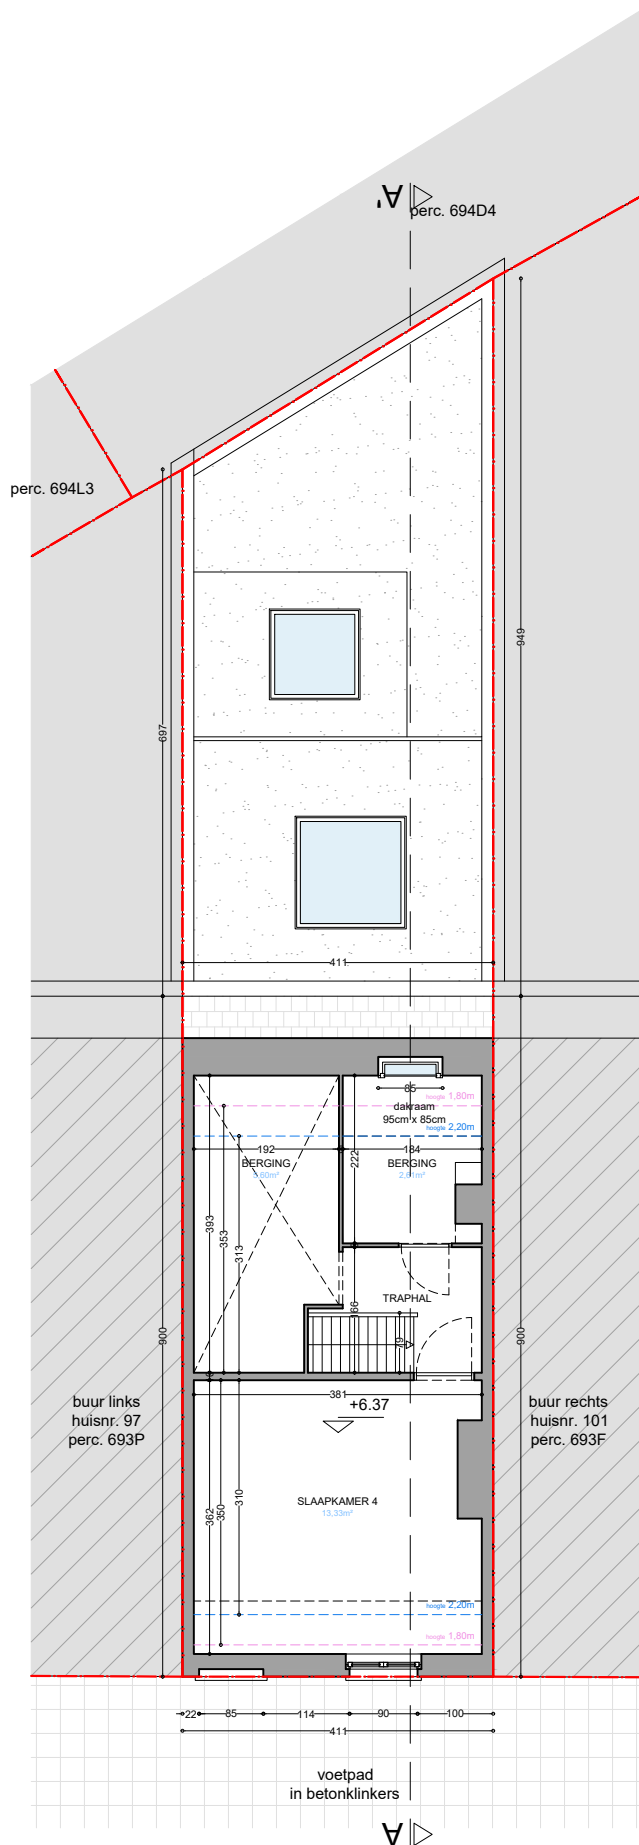 A'
perc. 694D4
perc. 694L3
949
697
411
85
hoogte 1,80m
dakraam
95cm x 85cm
hoogte 2,20m
192
184
BERGING
BERGING
2,61m²
222
393
353
313
TRAPHAL
166
79
900
900
381
+6.37
buur links
huisnr. 97
perc. 693P
buur rechts
huisnr. 101
perc. 693F
SLAAPKAMER 4
13,33m²
362
350
310
hoogte 2,20m
hoogte 1,80m
22
85
114
90
100
411
voetpad
in betonklinkers
A